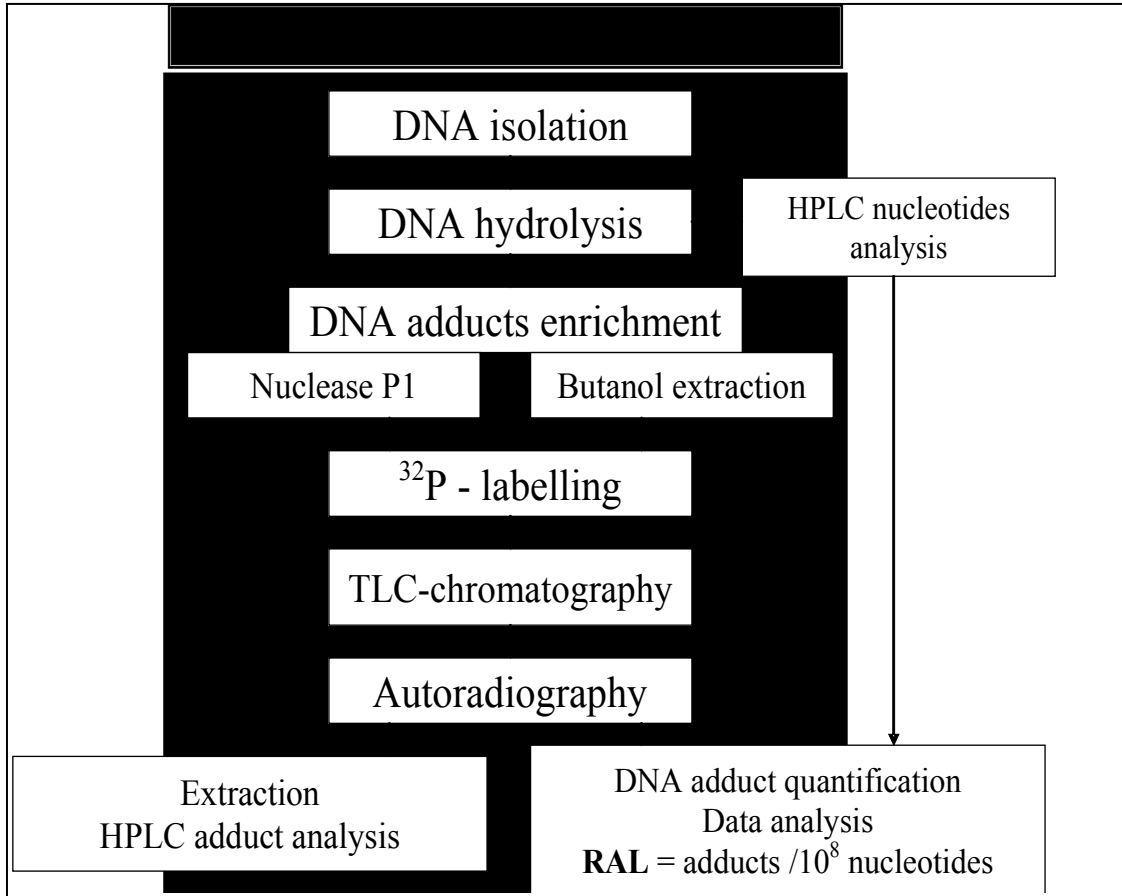 DNA isolation
DNA hydrolysis
HPLC nucleotides
analysis
DNA adducts enrichment
Nuclease P1
Butanol extraction
³²P - labelling
TLC-chromatography
Autoradiography
Extraction
HPLC adduct analysis
DNA adduct quantification
Data analysis
RAL = adducts /10⁸ nucleotides